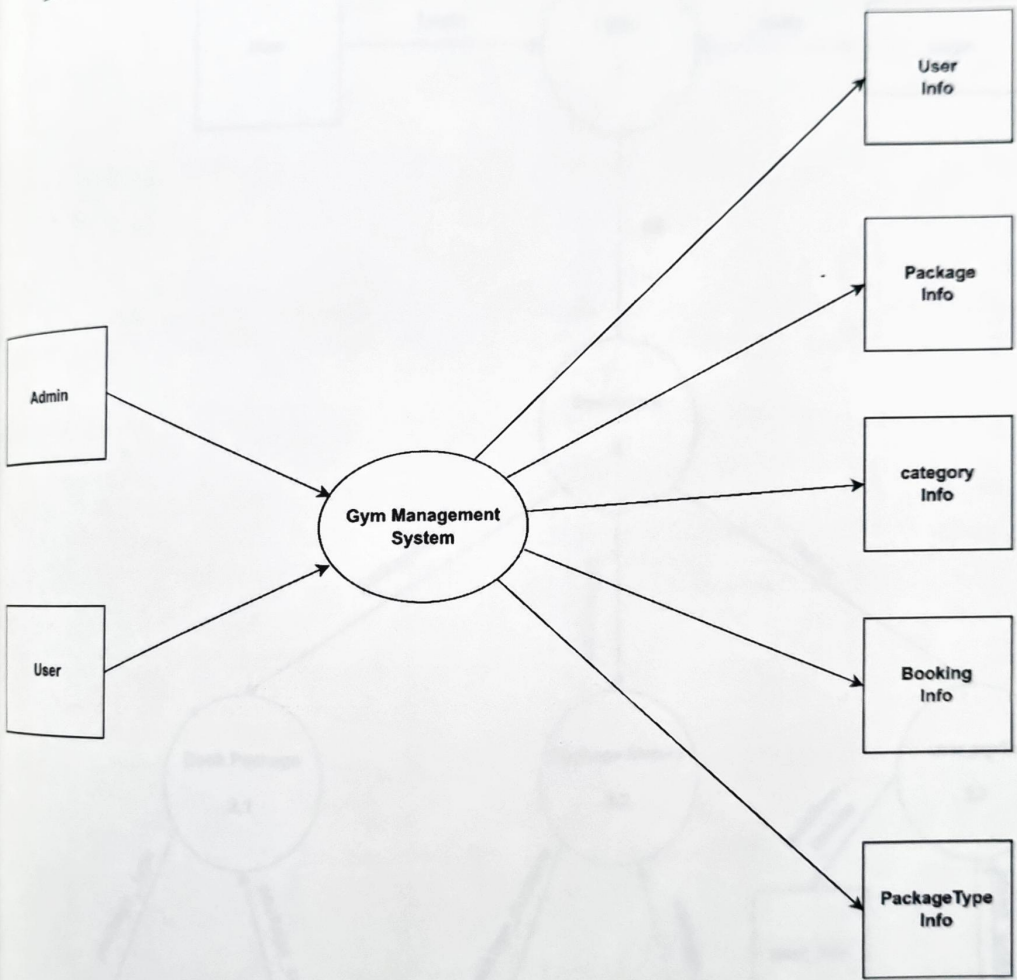 User
Info
Package
Info
Admin
category
Info
Gym Management
System
User
Booking
Info
PackageType
Info